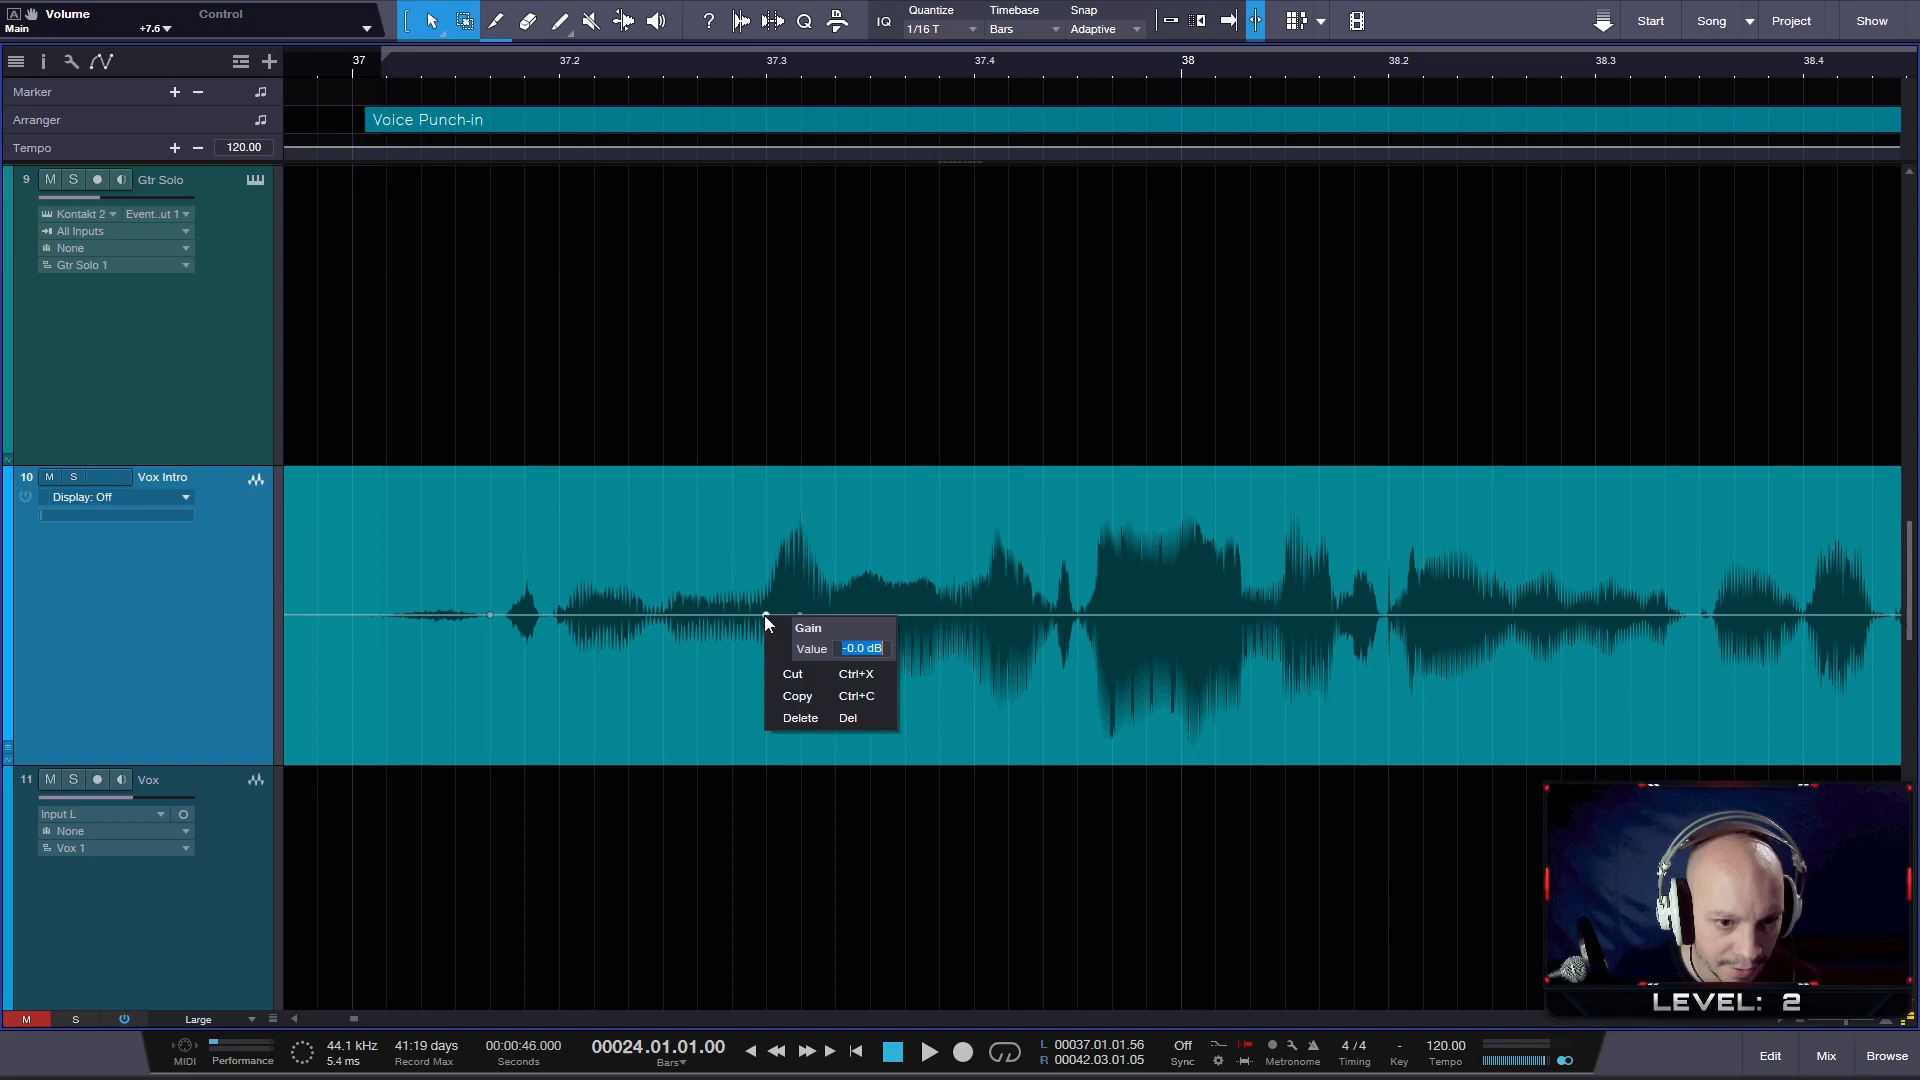 A Volume Control
Main +7.6
Quantize Timebase Snap
IQ 1/16 T Bars Adaptive
Start Song Project Show
37 37.2 37.3 37.4 38 38.2 38.3 38.4
Marker + −
Arranger
Voice Punch-in
Tempo + − 120.00
9 M S Gtr Solo
Kontakt 2 Event..ut 1
All Inputs
None
Gtr Solo 1
10 M S Vox Intro
Display: Off
Gain
Value -0.0 dB
Cut Ctrl+X
Copy Ctrl+C
Delete Del
11 M S Vox
Input L
None
Vox 1
LEVEL: 2
M S Large
MIDI
Performance
44.1 kHz
5.4 ms
41:19 days
Record Max
00:00:46.000
Seconds
00024.01.01.00
Bars
L 00037.01.01.56
R 00042.03.01.05
Off
Sync
Metronome
4 / 4
Timing
-
Key
120.00
Tempo
Edit Mix Browse